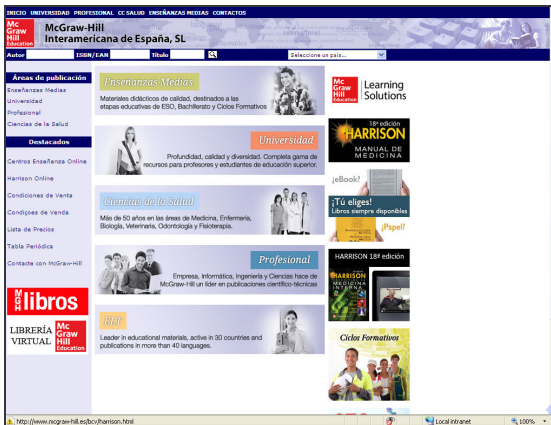 INICIO UNIVERSIDAD PROFESIONAL CC SALUD ENSEÑANZAS MEDIAS CONTACTOS
Mc
Graw
Hill
Education
McGraw-Hill
Interamericana de España, SL
Autor ISBN/EAN Título Seleccione un país...
Áreas de publicación
Enseñanzas Medias
Universidad
Profesional
Ciencias de la Salud
Destacados
Centros Enseñanza Online
Harrison Online
Condiciones de Venta
Condiçoes de Venda
Lista de Precios
Tabla Periódica
Contacte con McGraw-Hill
libros
LIBRERÍA
VIRTUAL
Mc
Graw
Hill
Education
Enseñanzas Medias
Materiales didácticos de calidad, destinados a las
etapas educativas de ESO, Bachillerato y Ciclos Formativos
Universidad
Profundidad, calidad y diversidad. Completa gama de
recursos para profesores y estudiantes de educación superior.
Ciencias de la Salud
Más de 50 años en las áreas de Medicina, Enfermería,
Biología, Veterinaria, Odontología y Fisioterapia.
Profesional
Empresa, Informática, Ingeniería y Ciencias hace de
McGraw-Hill un líder en publicaciones científico-técnicas
ELT
Leader in educational materials, active in 30 countries and
publications in more than 40 languages.
Mc
Graw
Hill
Education
Learning
Solutions
18ª edición
HARRISON
MANUAL DE
MEDICINA
¿eBook?
¡Tú eliges!
Libros siempre disponibles
¿Papel?
HARRISON 18ª edición
HARRISON
MEDICINA
INTERNA
Ciclos Formativos
http://www.mcgraw-hill.es/bcv/harrison.html
Local intranet
100%